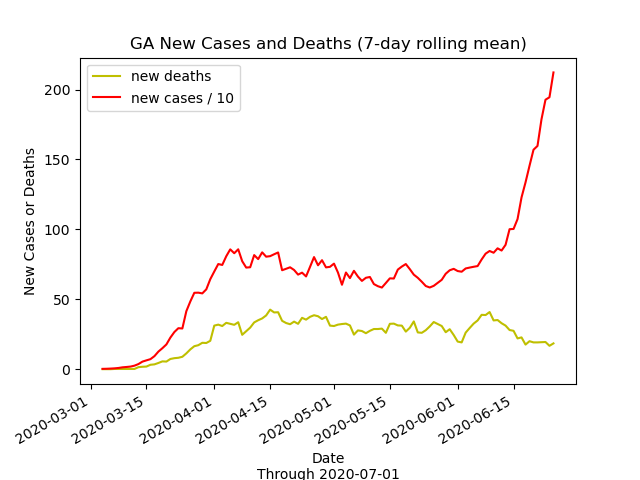 GA New Cases and Deaths (7-day rolling mean)
new deaths
new cases / 10
New Cases or Deaths
200
150
100
50
0
2020-03-01
2020-03-15
2020-04-01
2020-04-15
2020-05-01
2020-05-15
2020-06-01
2020-06-15
Date
Through 2020-07-01